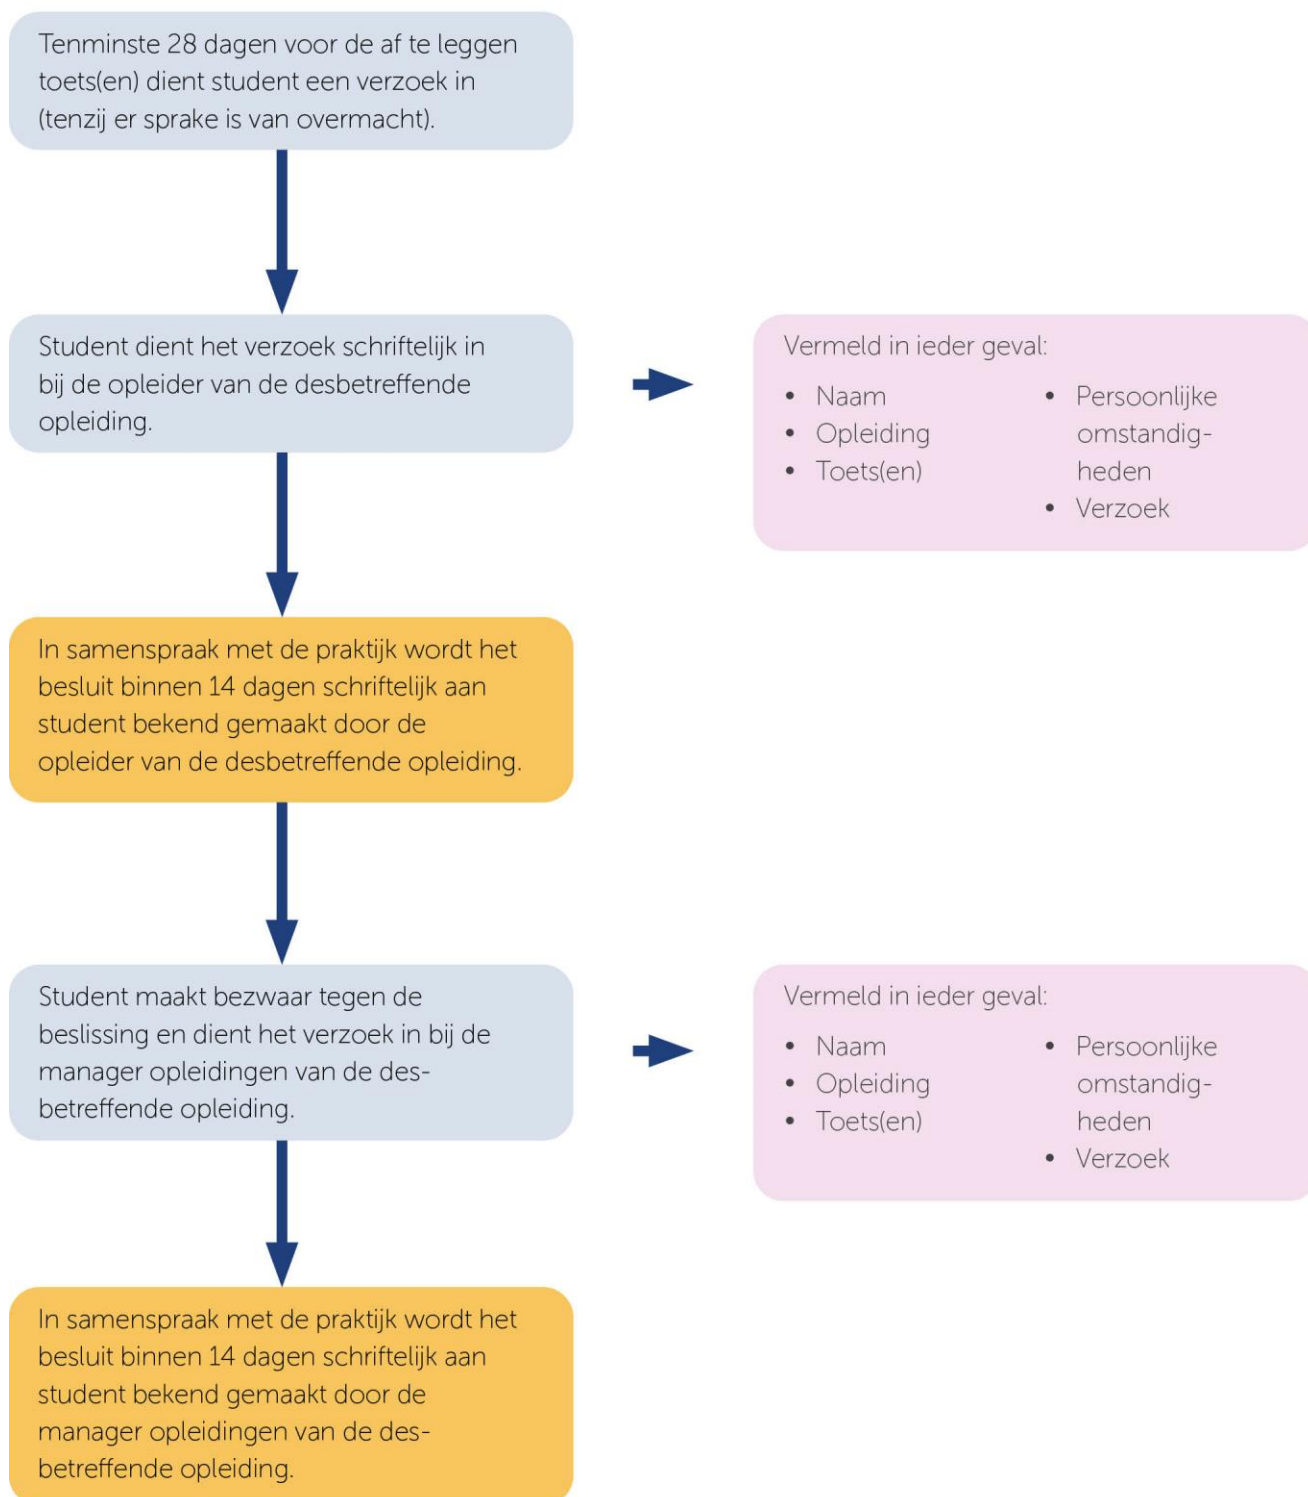 Tenminste 28 dagen voor de af te leggen
toets(en) dient student een verzoek in
(tenzij er sprake is van overmacht).
Student dient het verzoek schriftelijk in
bij de opleider van de desbetreffende
opleiding.
Vermeld in ieder geval:
• Naam
• Opleiding
• Toets(en)
• Persoonlijke
omstandig-
heden
• Verzoek
In samenspraak met de praktijk wordt het
besluit binnen 14 dagen schriftelijk aan
student bekend gemaakt door de
opleider van de desbetreffende opleiding.
Student maakt bezwaar tegen de
beslissing en dient het verzoek in bij de
manager opleidingen van de des-
betreffende opleiding.
Vermeld in ieder geval:
• Naam
• Opleiding
• Toets(en)
• Persoonlijke
omstandig-
heden
• Verzoek
In samenspraak met de praktijk wordt het
besluit binnen 14 dagen schriftelijk aan
student bekend gemaakt door de
manager opleidingen van de des-
betreffende opleiding.